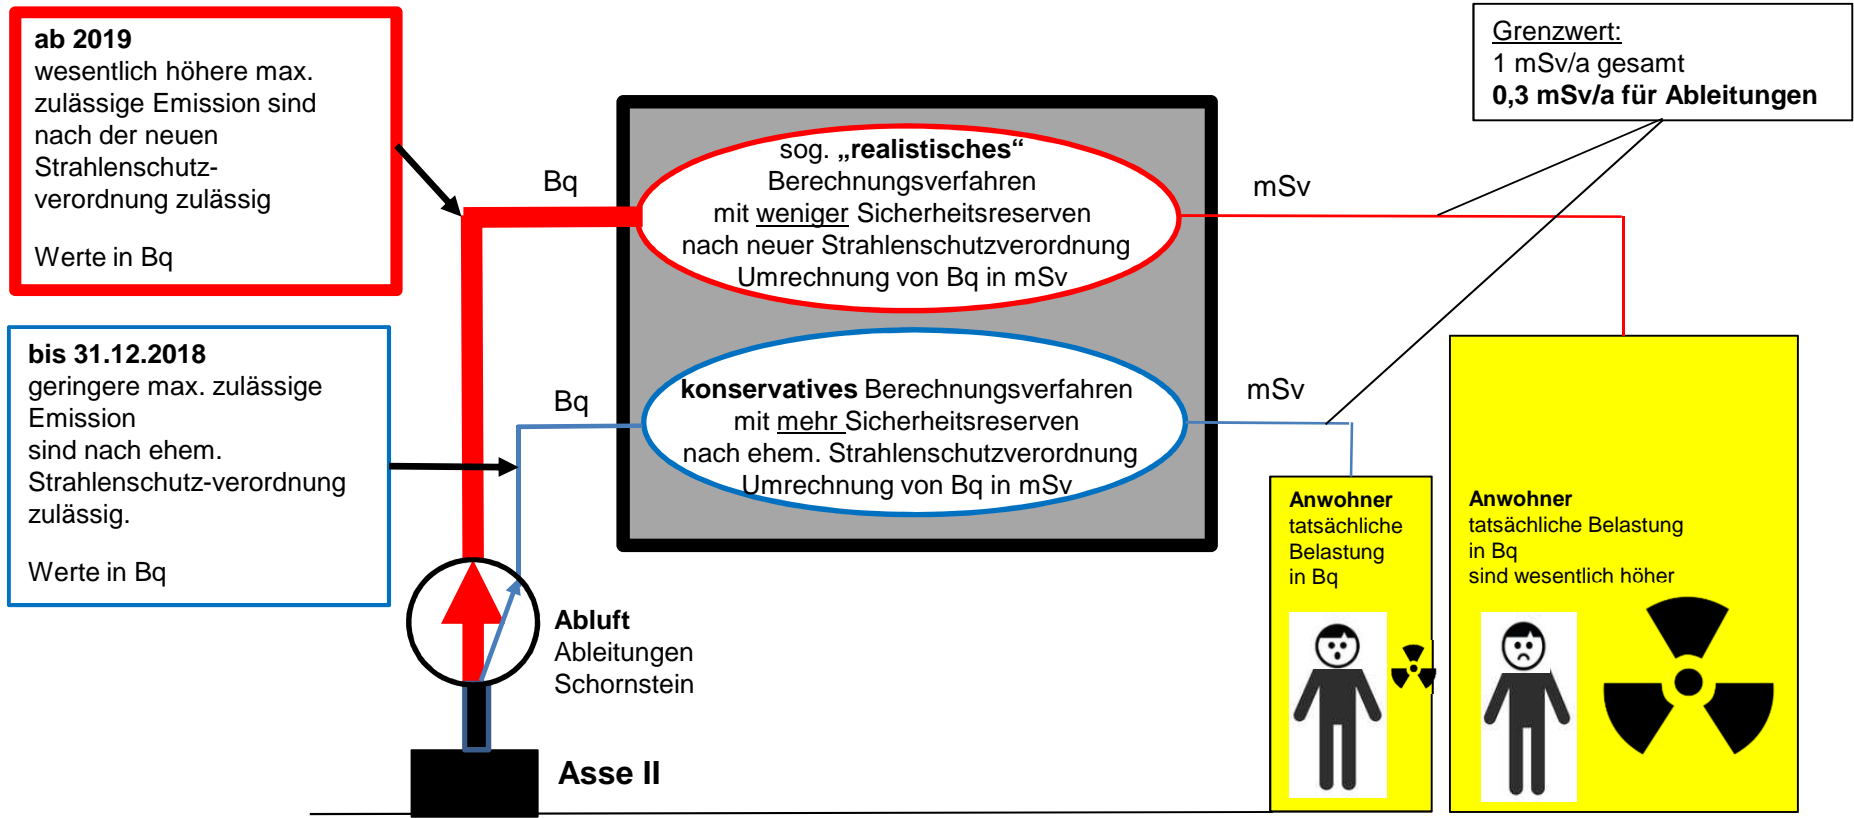 ab 2019
wesentlich höhere max.
zulässige Emission sind
nach der neuen
Strahlenschutz-
verordnung zulässig
Werte in Bq
bis 31.12.2018
geringere max. zulässige
Emission
sind nach ehem.
Strahlenschutz-verordnung
zulässig.
Werte in Bq
Bq
Bq
sog. „realistisches“
Berechnungsverfahren
mit weniger Sicherheitsreserven
nach neuer Strahlenschutzverordnung
Umrechnung von Bq in mSv
konservatives Berechnungsverfahren
mit mehr Sicherheitsreserven
nach ehem. Strahlenschutzverordnung
Umrechnung von Bq in mSv
mSv
mSv
Grenzwert:
1 mSv/a gesamt
0,3 mSv/a für Ableitungen
Abluft
Ableitungen
Schornstein
Asse II
Anwohner
tatsächliche
Belastung
in Bq
Anwohner
tatsächliche Belastung
in Bq
sind wesentlich höher